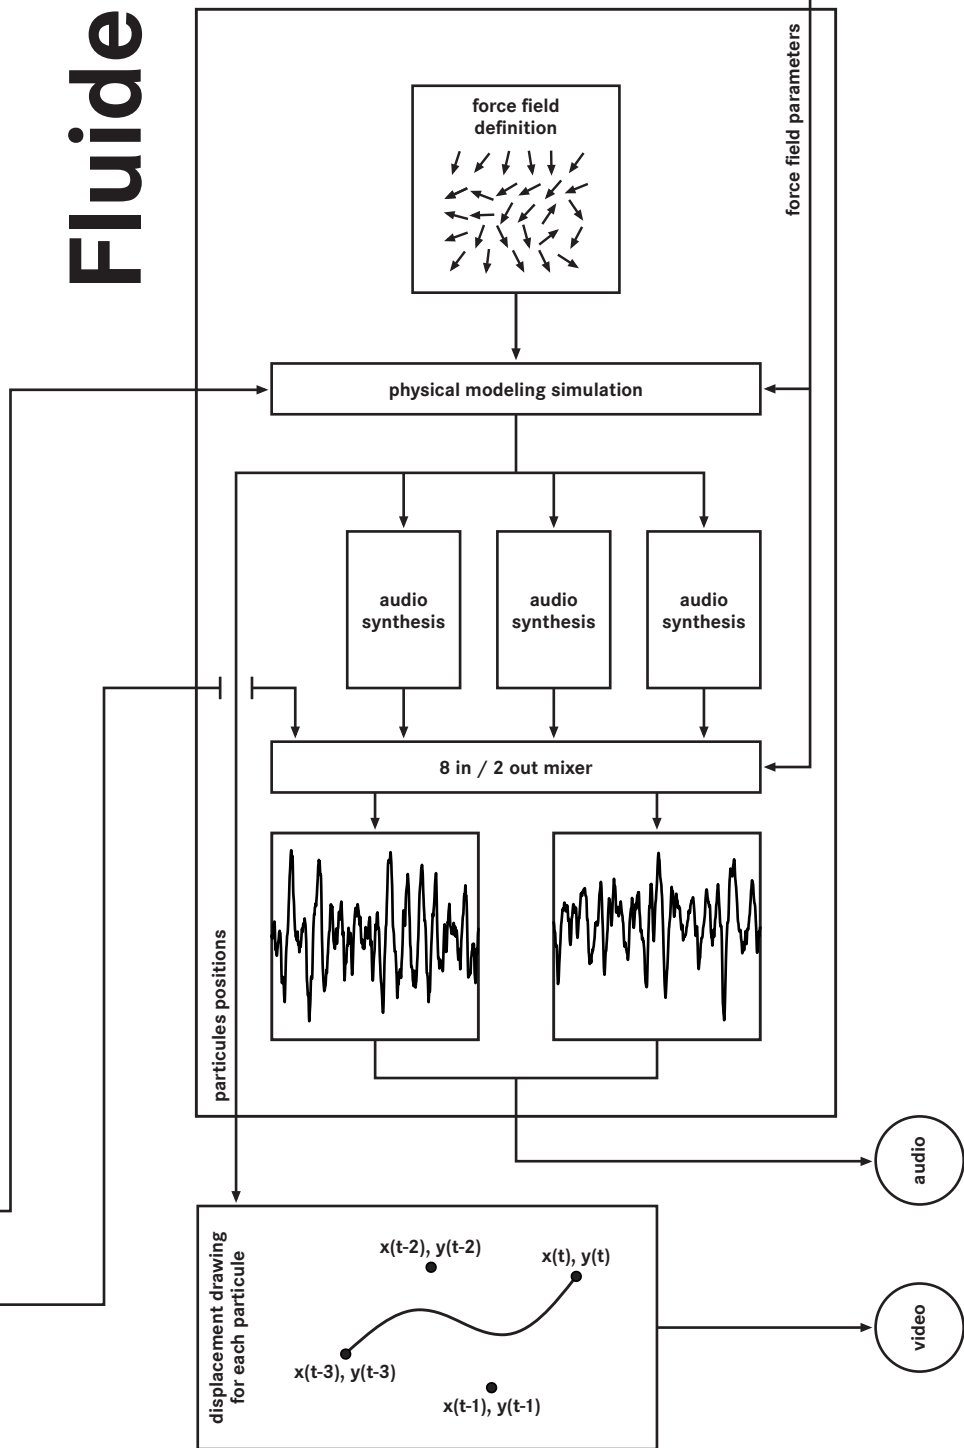 Fluide
force field parameters
force field
definition
physical modeling simulation
audio
synthesis
audio
synthesis
audio
synthesis
8 in / 2 out mixer
particules positions
audio
displacement drawing
for each particule
x(t-2), y(t-2)
x(t), y(t)
x(t-3), y(t-3)
x(t-1), y(t-1)
video